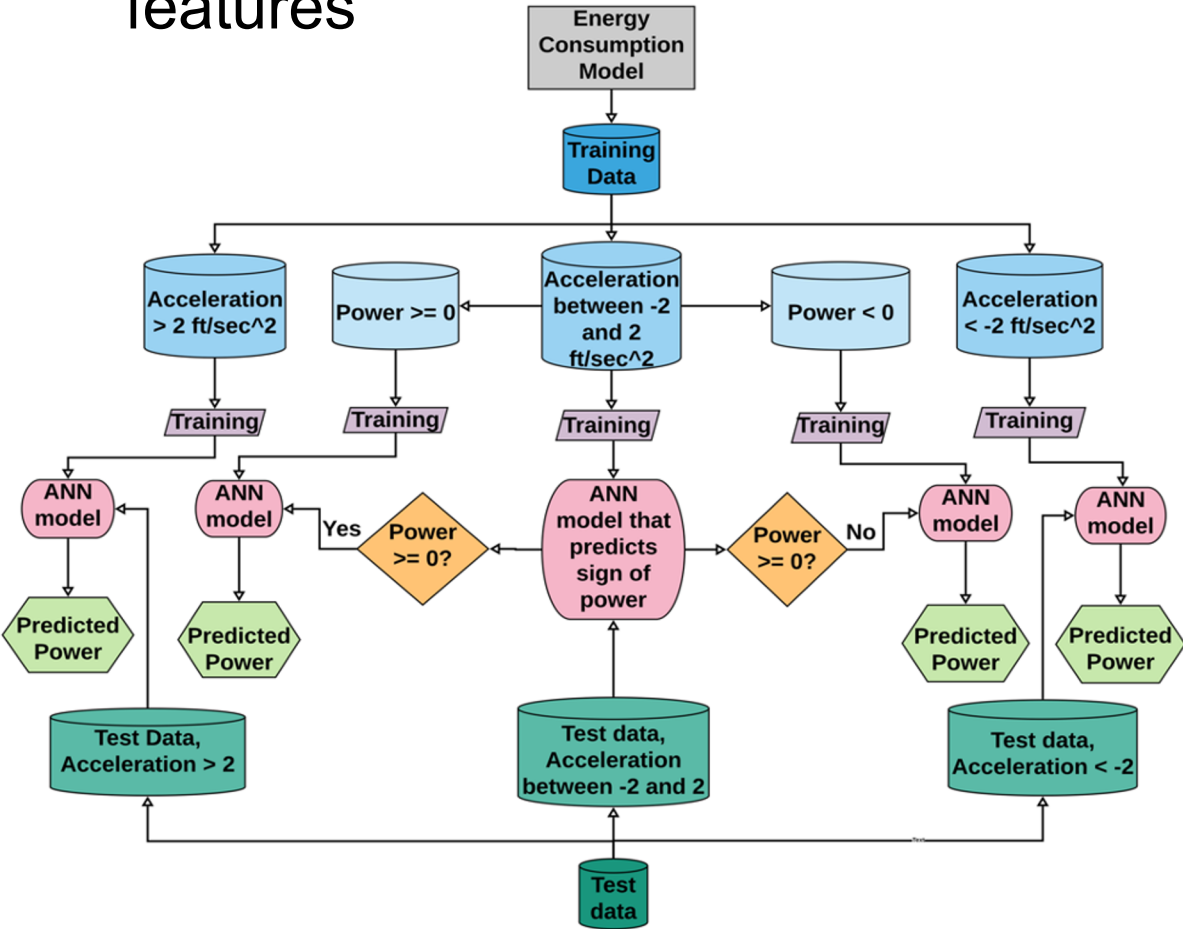 features
Energy
Consumption
Model
Training
Data
Acceleration
> 2 ft/sec^2
Power >= 0
Acceleration
between -2
and 2
ft/sec^2
Power < 0
Acceleration
< -2 ft/sec^2
Training
Training
Training
Training
Training
ANN
model
ANN
model
Yes
Power
>= 0?
ANN
model that
predicts
sign of
power
Power
>= 0?
No
ANN
model
ANN
model
Predicted
Power
Predicted
Power
Predicted
Power
Predicted
Power
Test Data,
Acceleration > 2
Test data,
Acceleration
between -2 and 2
Test data,
Acceleration < -2
Test
data